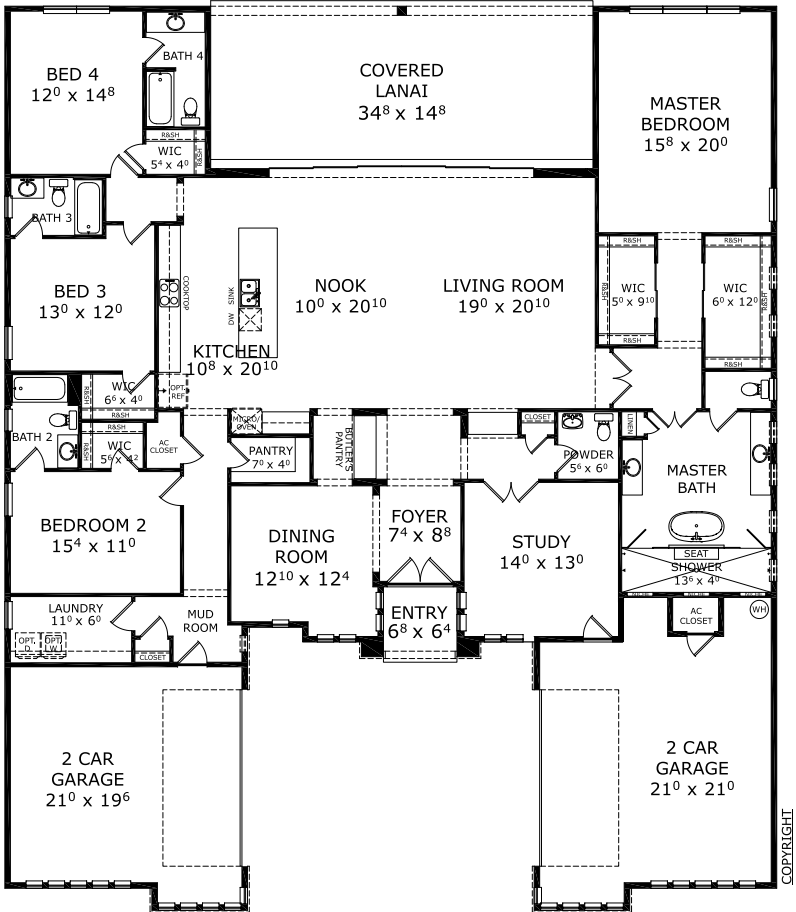 BED 4
12⁰ x 14⁸
BATH 4
R&SH
WIC
5⁴ x 4⁰
R&SH
COVERED
LANAI
34⁸ x 14⁸
MASTER
BEDROOM
15⁸ x 20⁰
BATH 3
BED 3
13⁰ x 12⁰
COOKTOP
SINK
DW
NOOK
10⁰ x 20¹⁰
LIVING ROOM
19⁰ x 20¹⁰
KITCHEN
10⁸ x 20¹⁰
R&SH
R&SH
WIC
5⁰ x 9¹⁰
R&SH
R&SH
WIC
6⁰ x 12⁰
R&SH
R&SH
R&SH
WIC
6⁶ x 4⁰
R&SH
OPT.
REF
R&SH
R&SH
WIC
5⁶ x 4²
BATH 2
AC
CLOSET
MICRO/
OVEN
PANTRY
7⁰ x 4⁰
BUTLER'S
PANTRY
CLOSET
POWDER
5⁶ x 6⁰
LINEN
MASTER
BATH
SEAT
SHOWER
13⁶ x 4⁰
BEDROOM 2
15⁴ x 11⁰
DINING
ROOM
12¹⁰ x 12⁴
FOYER
7⁴ x 8⁸
STUDY
14⁰ x 13⁰
ENTRY
6⁸ x 6⁴
LAUNDRY
11⁰ x 6⁰
OPT.
D
OPT.
W
MUD
ROOM
CLOSET
AC
CLOSET
WH
2 CAR
GARAGE
21⁰ x 19⁶
2 CAR
GARAGE
21⁰ x 21⁰
COPYRIGHT